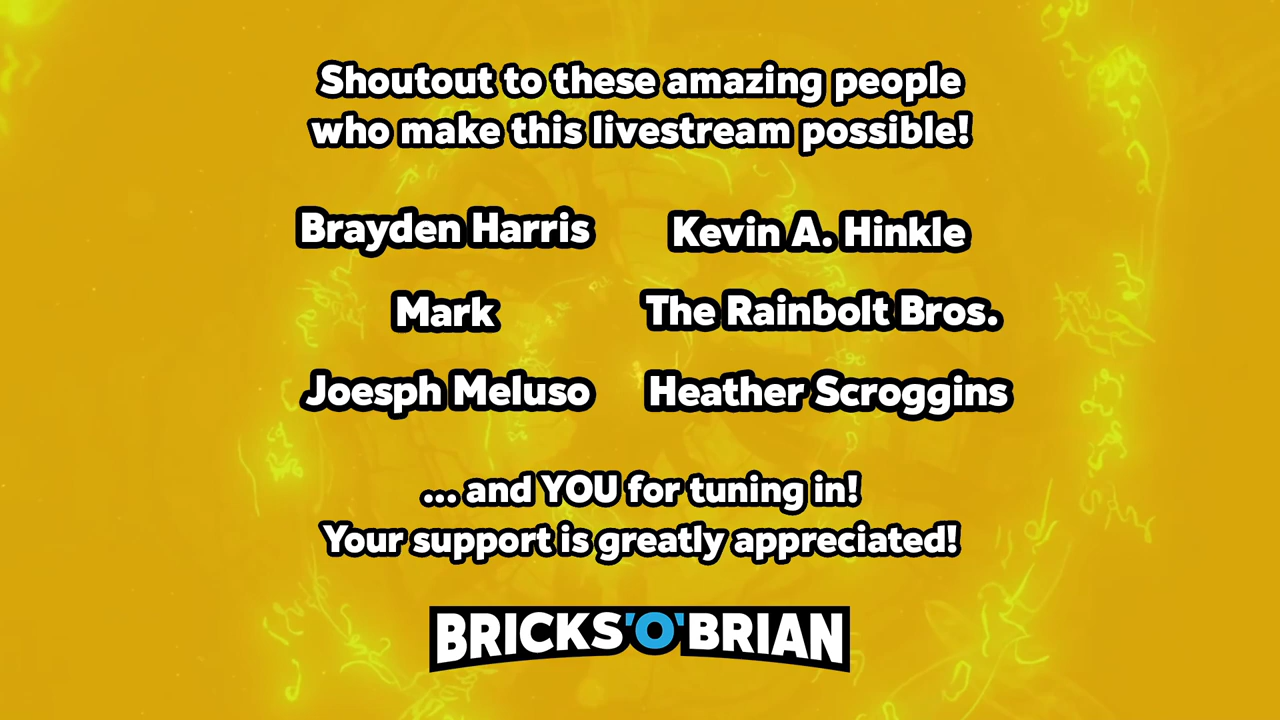 Shoutout to these amazing people
who make this livestream possible!
Brayden Harris
Kevin A. Hinkle
Mark
The Rainbolt Bros.
Joesph Meluso
Heather Scroggins
... and YOU for tuning in!
Your support is greatly appreciated!
BRICKS'O'BRIAN